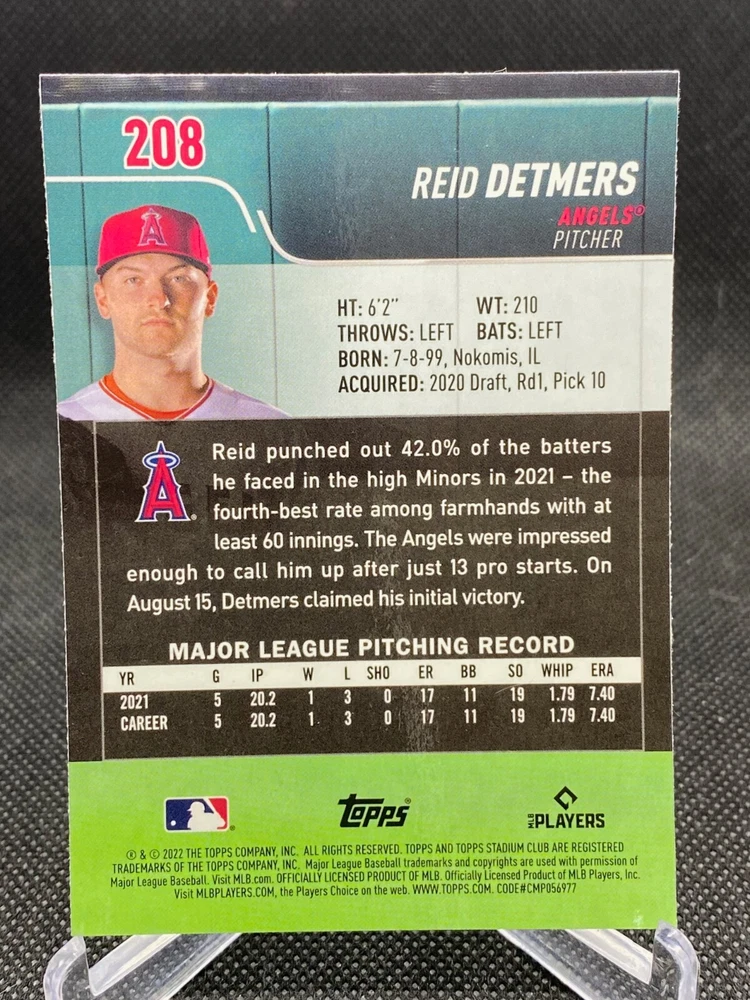 208
REID DETMERS
ANGELS®
PITCHER
HT: 6'2" WT: 210
THROWS: LEFT BATS: LEFT
BORN: 7-8-99, Nokomis, IL
ACQUIRED: 2020 Draft, Rd1, Pick 10
A
A
Reid punched out 42.0% of the batters
he faced in the high Minors in 2021 – the
fourth-best rate among farmhands with at
least 60 innings. The Angels were impressed
enough to call him up after just 13 pro starts. On
August 15, Detmers claimed his initial victory.
MAJOR LEAGUE PITCHING RECORD
YR G IP W L SHO ER BB SO WHIP ERA
2021 5 20.2 1 3 0 17 11 19 1.79 7.40
CAREER 5 20.2 1 3 0 17 11 19 1.79 7.40
TOPPS®
MLB PLAYERS
® & © 2022 THE TOPPS COMPANY, INC. ALL RIGHTS RESERVED. TOPPS AND TOPPS STADIUM CLUB ARE REGISTERED
TRADEMARKS OF THE TOPPS COMPANY, INC. Major League Baseball trademarks and copyrights are used with permission of
Major League Baseball. Visit MLB.com. OFFICIALLY LICENSED PRODUCT OF MLB. Officially Licensed Product of MLB Players, Inc.
Visit MLBPLAYERS.COM, the Players Choice on the web. WWW.TOPPS.COM. CODE#CMP056977